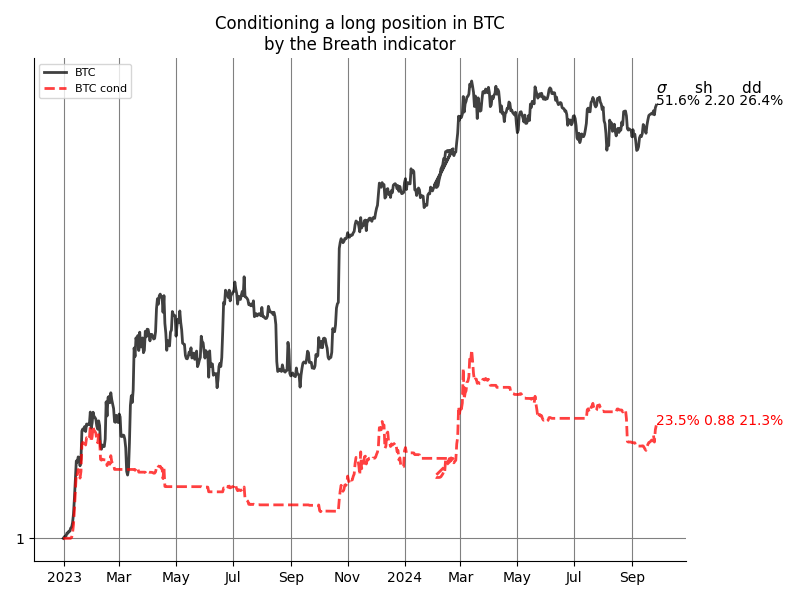 Conditioning a long position in BTC
by the Breath indicator
BTC
BTC cond
σ sh dd
51.6% 2.20 26.4%
23.5% 0.88 21.3%
1
2023 Mar May Jul Sep Nov 2024 Mar May Jul Sep